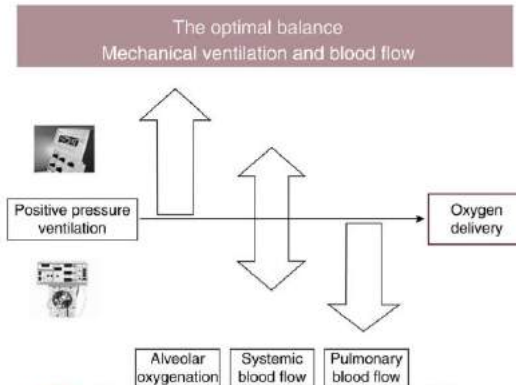 The optimal balance
Mechanical ventilation and blood flow
Positive pressure
ventilation
Oxygen
delivery
Alveolar
oxygenation
Systemic
blood flow
Pulmonary
blood flow